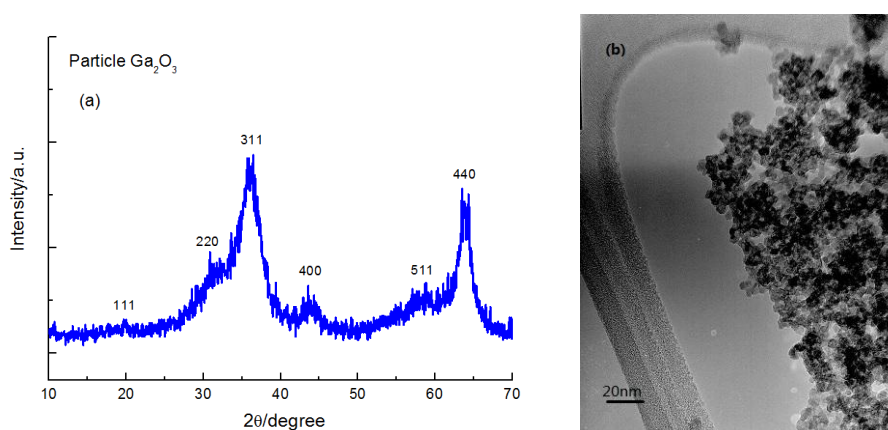 Particle Ga₂O₃
(a)
311
440
220
400
511
111
Intensity/a.u.
10 20 30 40 50 60 70
2θ/degree
(b)
20nm